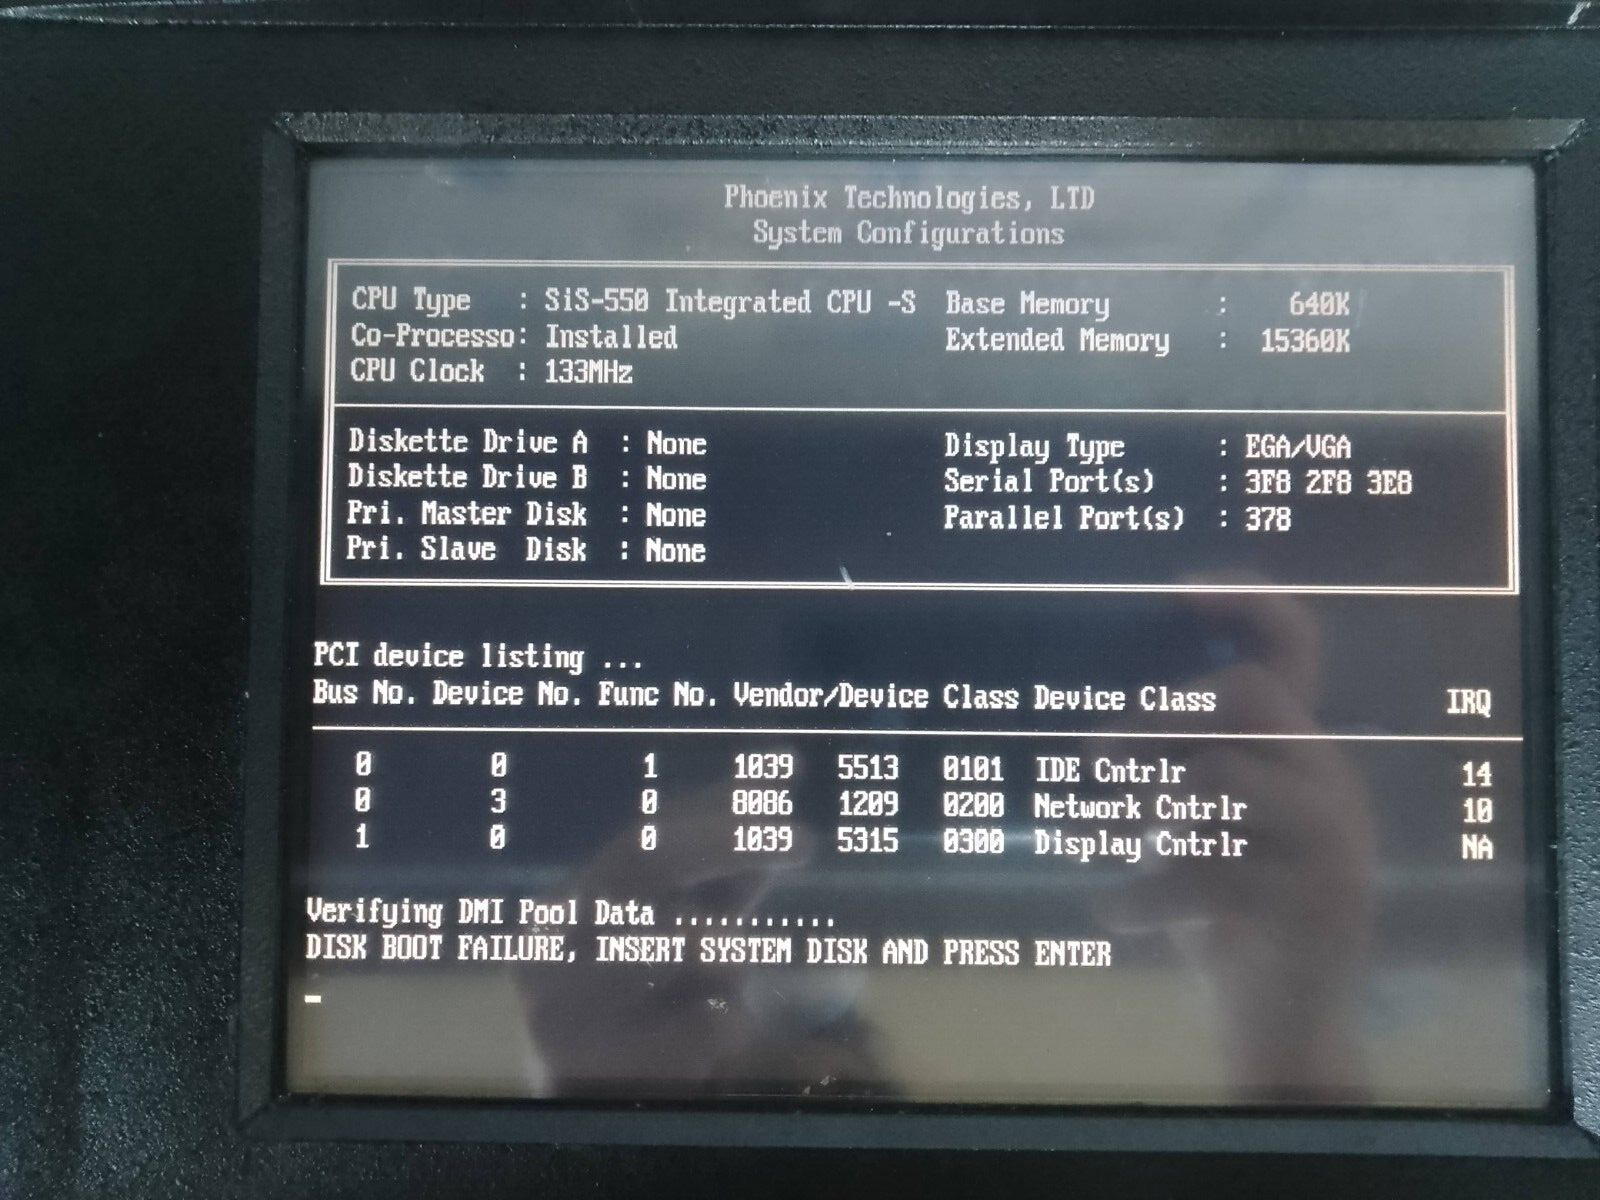 Phoenix Technologies, LTD
System Configurations
CPU Type : SiS-550 Integrated CPU -S Base Memory : 640K
Co-Processo: Installed Extended Memory : 15360K
CPU Clock : 133MHz
Diskette Drive A : None Display Type : EGA/VGA
Diskette Drive B : None Serial Port(s) : 3F8 2F8 3E8
Pri. Master Disk : None Parallel Port(s) : 378
Pri. Slave Disk : None
PCI device listing ...
Bus No. Device No. Func No. Vendor/Device Class Device Class IRQ
0 0 1 1039 5513 0101 IDE Cntrlr 14
0 3 0 8086 1209 0200 Network Cntrlr 10
1 0 0 1039 5315 0300 Display Cntrlr NA
Verifying DMI Pool Data ...........
DISK BOOT FAILURE, INSERT SYSTEM DISK AND PRESS ENTER